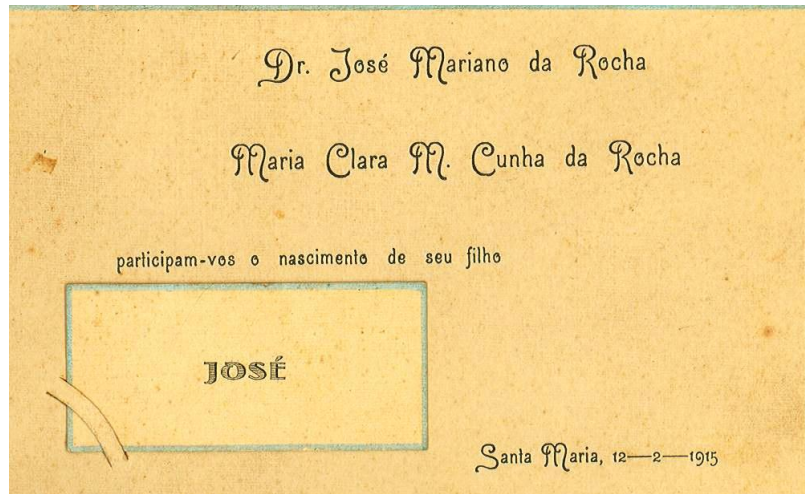 Dr. José Mariano da Rocha
Maria Clara M. Cunha da Rocha
participam-vos o nascimento de seu filho
JOSÉ
Santa Maria, 12—2—1915